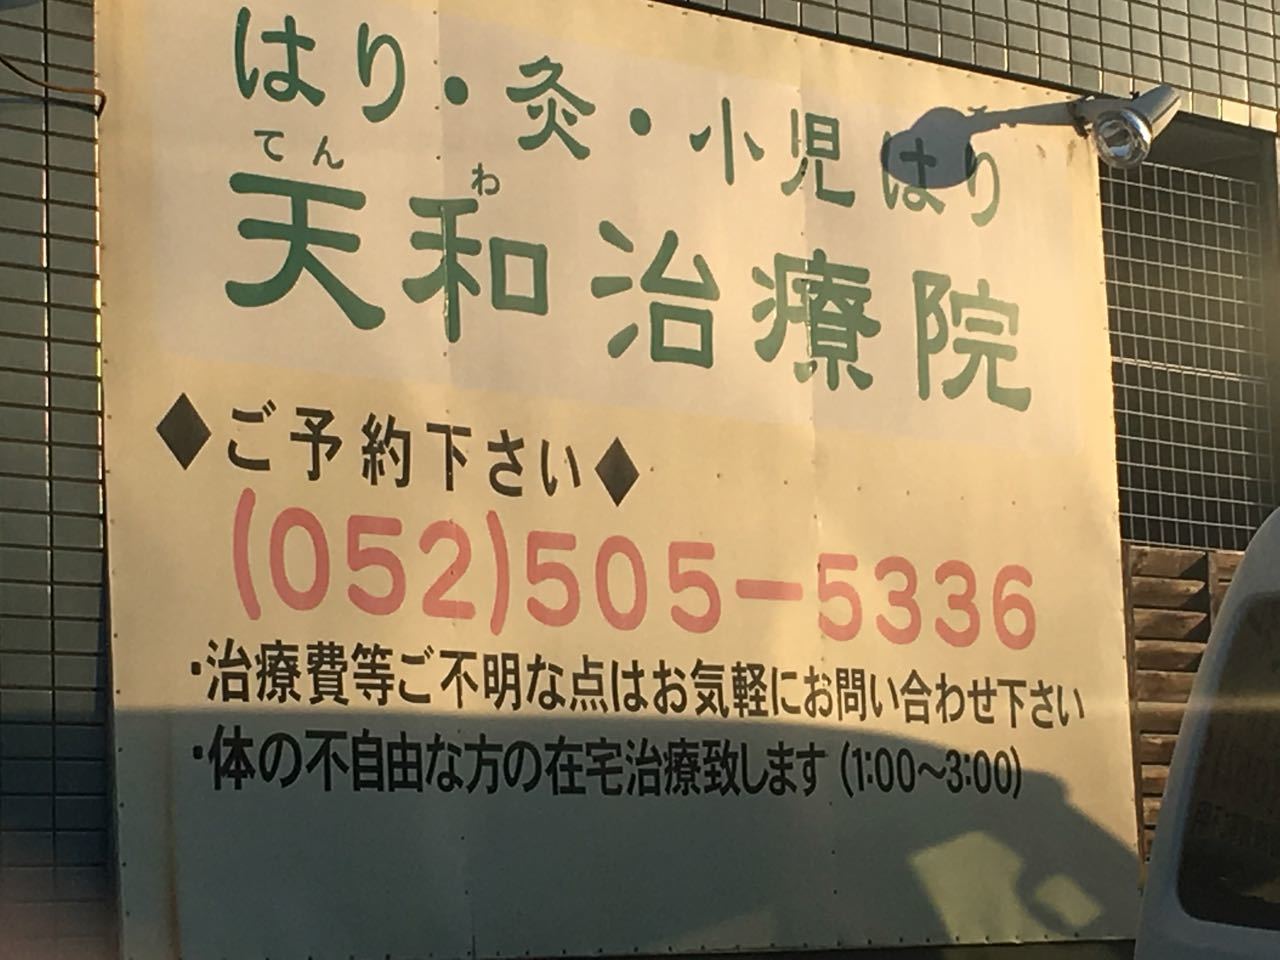 はり・灸・小児はり
てん わ
天和治療院
◆ご予約下さい◆
(052)505-5336
・治療費等ご不明な点はお気軽にお問い合わせ下さい
・体の不自由な方の在宅治療致します(1:00〜3:00)